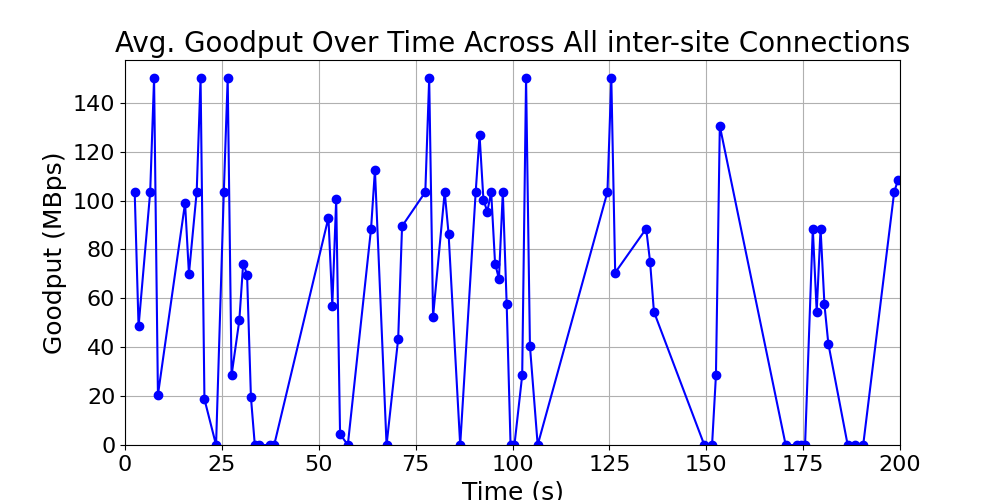 Avg. Goodput Over Time Across All inter-site Connections
Goodput (MBps)
140
120
100
80
60
40
20
0
0 25 50 75 100 125 150 175 200
Time (s)